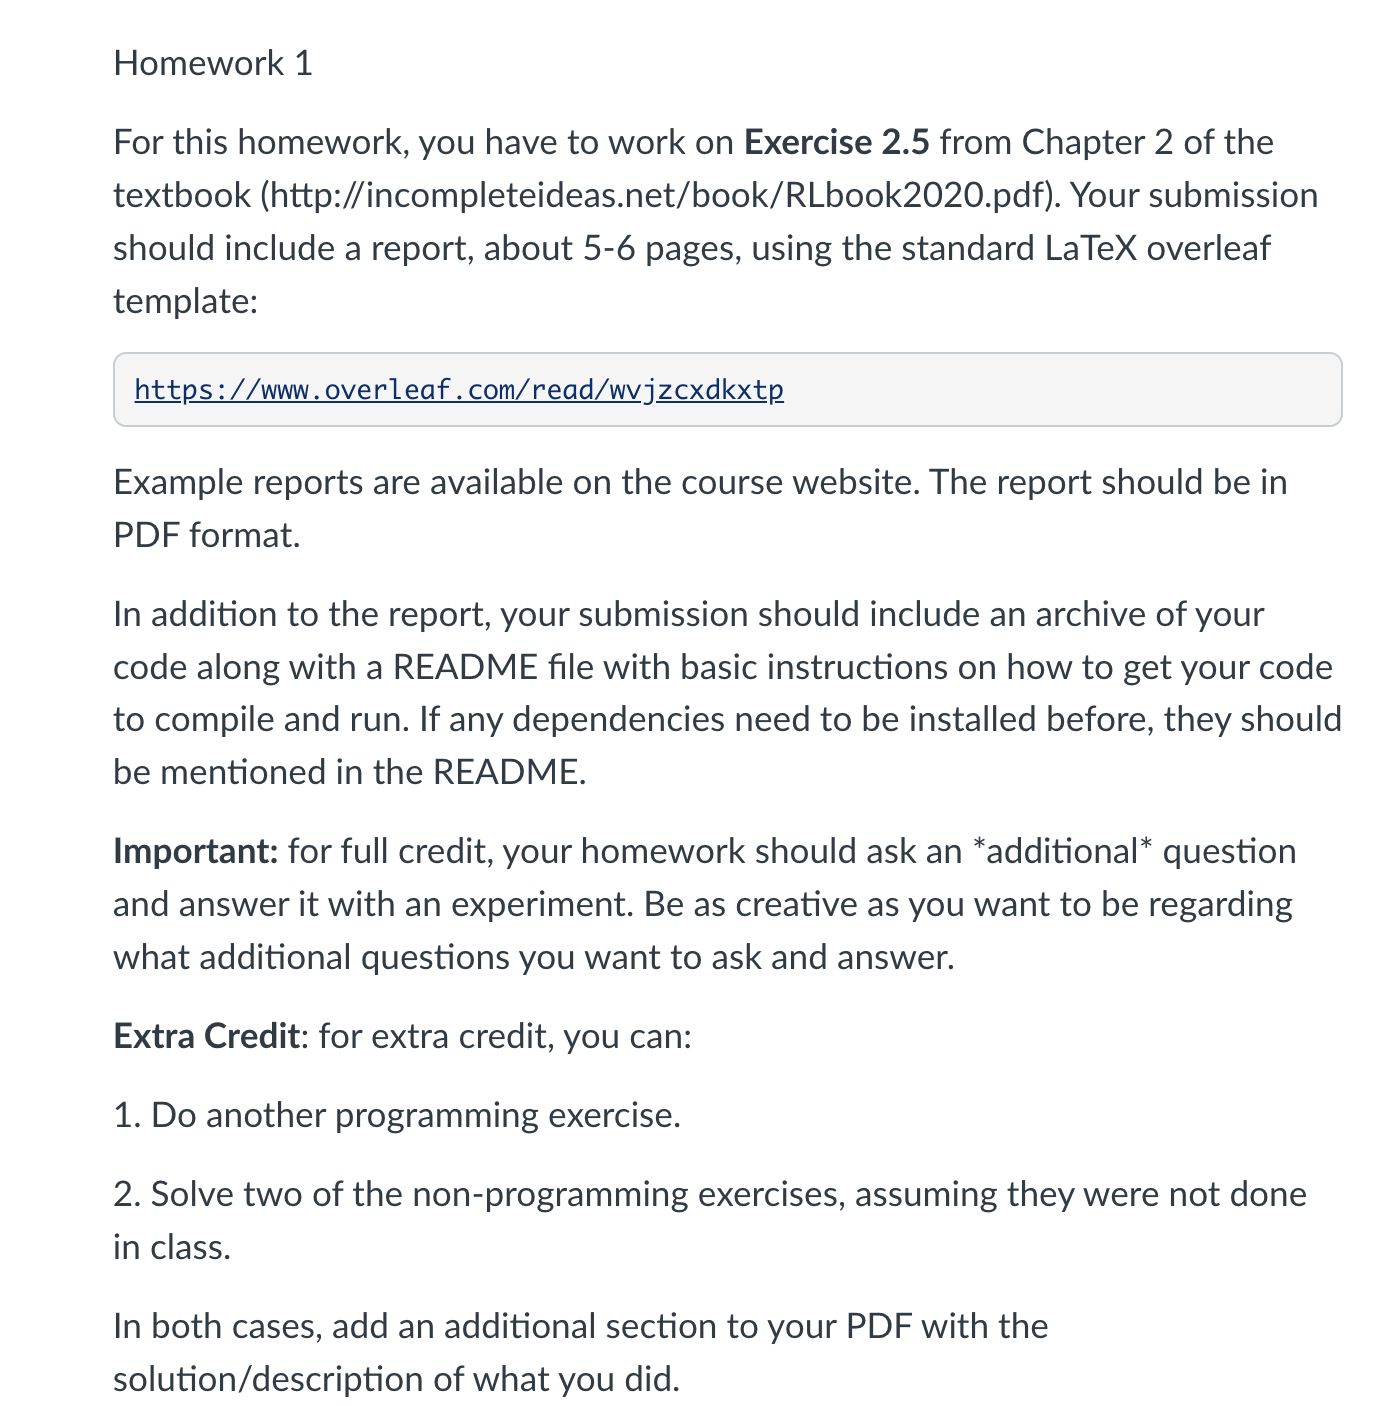 Homework 1
For this homework, you have to work on Exercise 2.5 from Chapter 2 of the
textbook (http://incompleteideas.net/book/RLbook2020.pdf). Your submission
should include a report, about 5-6 pages, using the standard LaTeX overleaf
template:
https://www.overleaf.com/read/wvjzcxdkxtp
Example reports are available on the course website. The report should be in
PDF format.
In addition to the report, your submission should include an archive of your
code along with a README file with basic instructions on how to get your code
to compile and run. If any dependencies need to be installed before, they should
be mentioned in the README.
Important: for full credit, your homework should ask an *additional* question
and answer it with an experiment. Be as creative as you want to be regarding
what additional questions you want to ask and answer.
Extra Credit: for extra credit, you can:
1. Do another programming exercise.
2. Solve two of the non-programming exercises, assuming they were not done
in class.
In both cases, add an additional section to your PDF with the
solution/description of what you did.